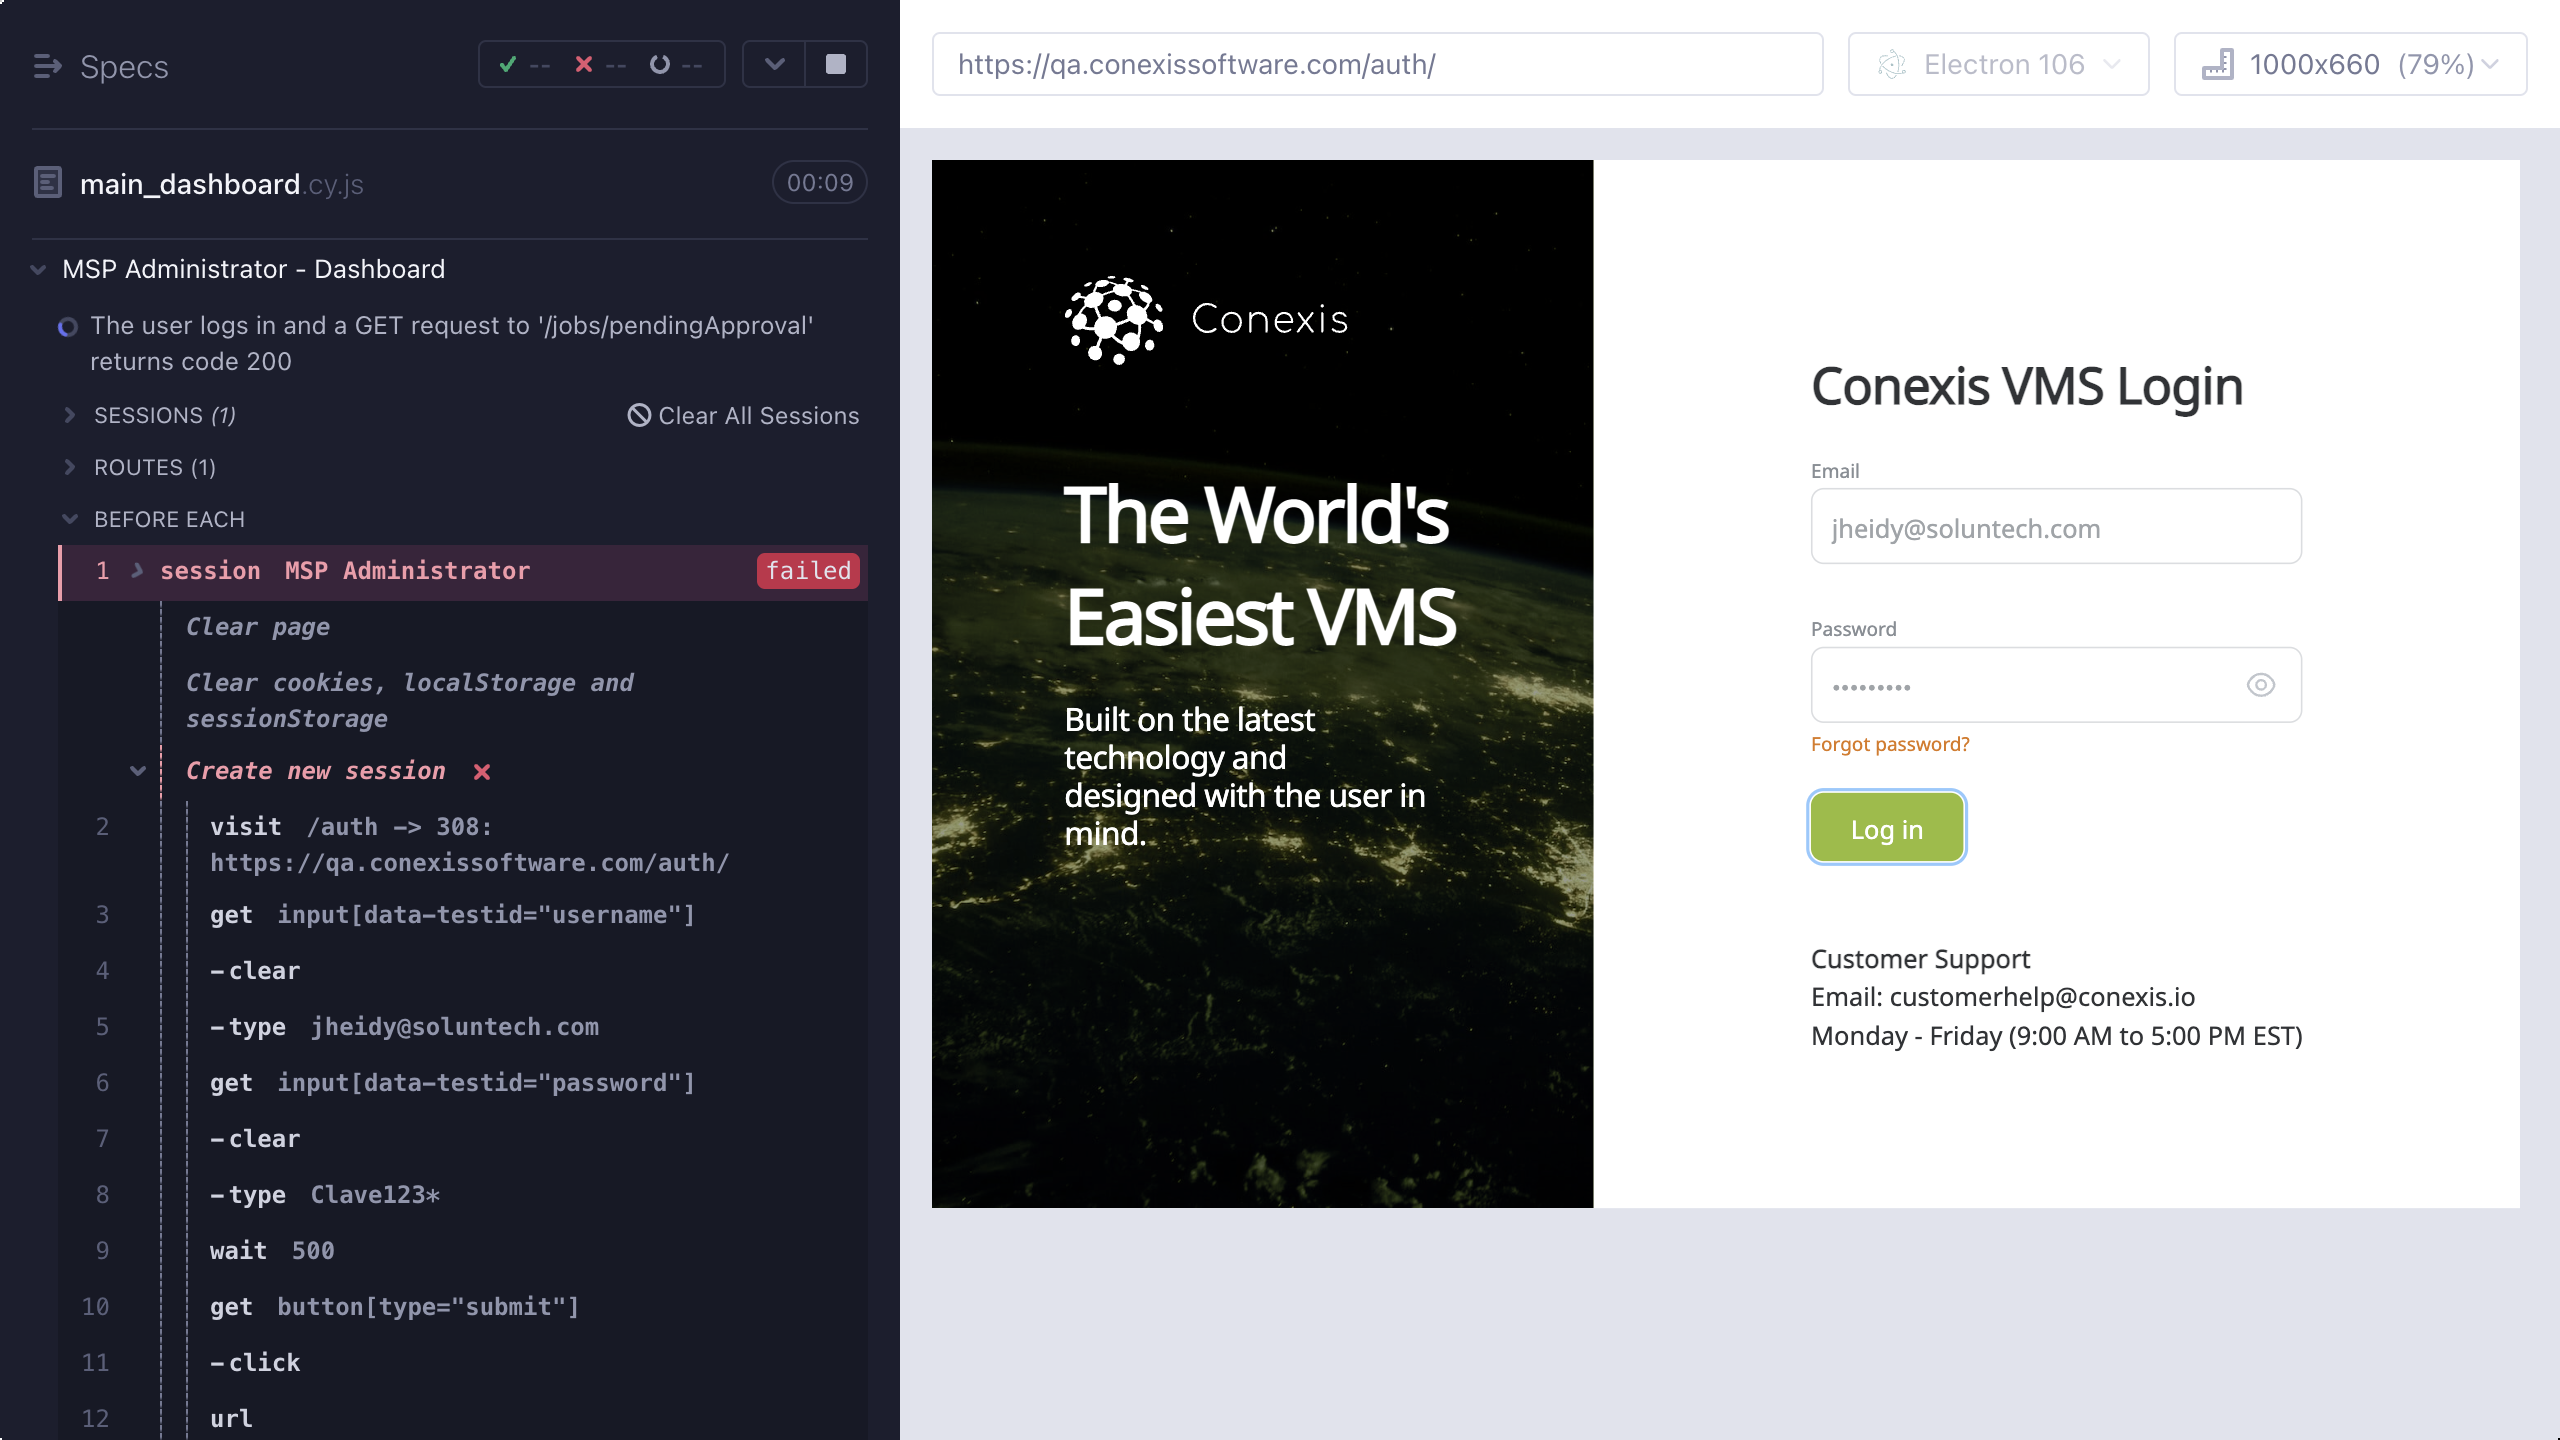 Specs
-- -- --
main_dashboard.cy.js
00:09
MSP Administrator - Dashboard
The user logs in and a GET request to '/jobs/pendingApproval'
returns code 200
SESSIONS (1)
Clear All Sessions
ROUTES (1)
BEFORE EACH
1 session MSP Administrator failed
Clear page
Clear cookies, localStorage and
sessionStorage
Create new session
2 visit /auth -> 308:
https://qa.conexissoftware.com/auth/
3 get input[data-testid="username"]
4 -clear
5 -type jheidy@soluntech.com
6 get input[data-testid="password"]
7 -clear
8 -type Clave123*
9 wait 500
10 get button[type="submit"]
11 -click
12 url
https://qa.conexissoftware.com/auth/
Electron 106
1000x660 (79%)
Conexis
The World's
Easiest VMS
Built on the latest
technology and
designed with the user in
mind.
Conexis VMS Login
Email
jheidy@soluntech.com
Password
•••••••••
Forgot password?
Log in
Customer Support
Email: customerhelp@conexis.io
Monday - Friday (9:00 AM to 5:00 PM EST)